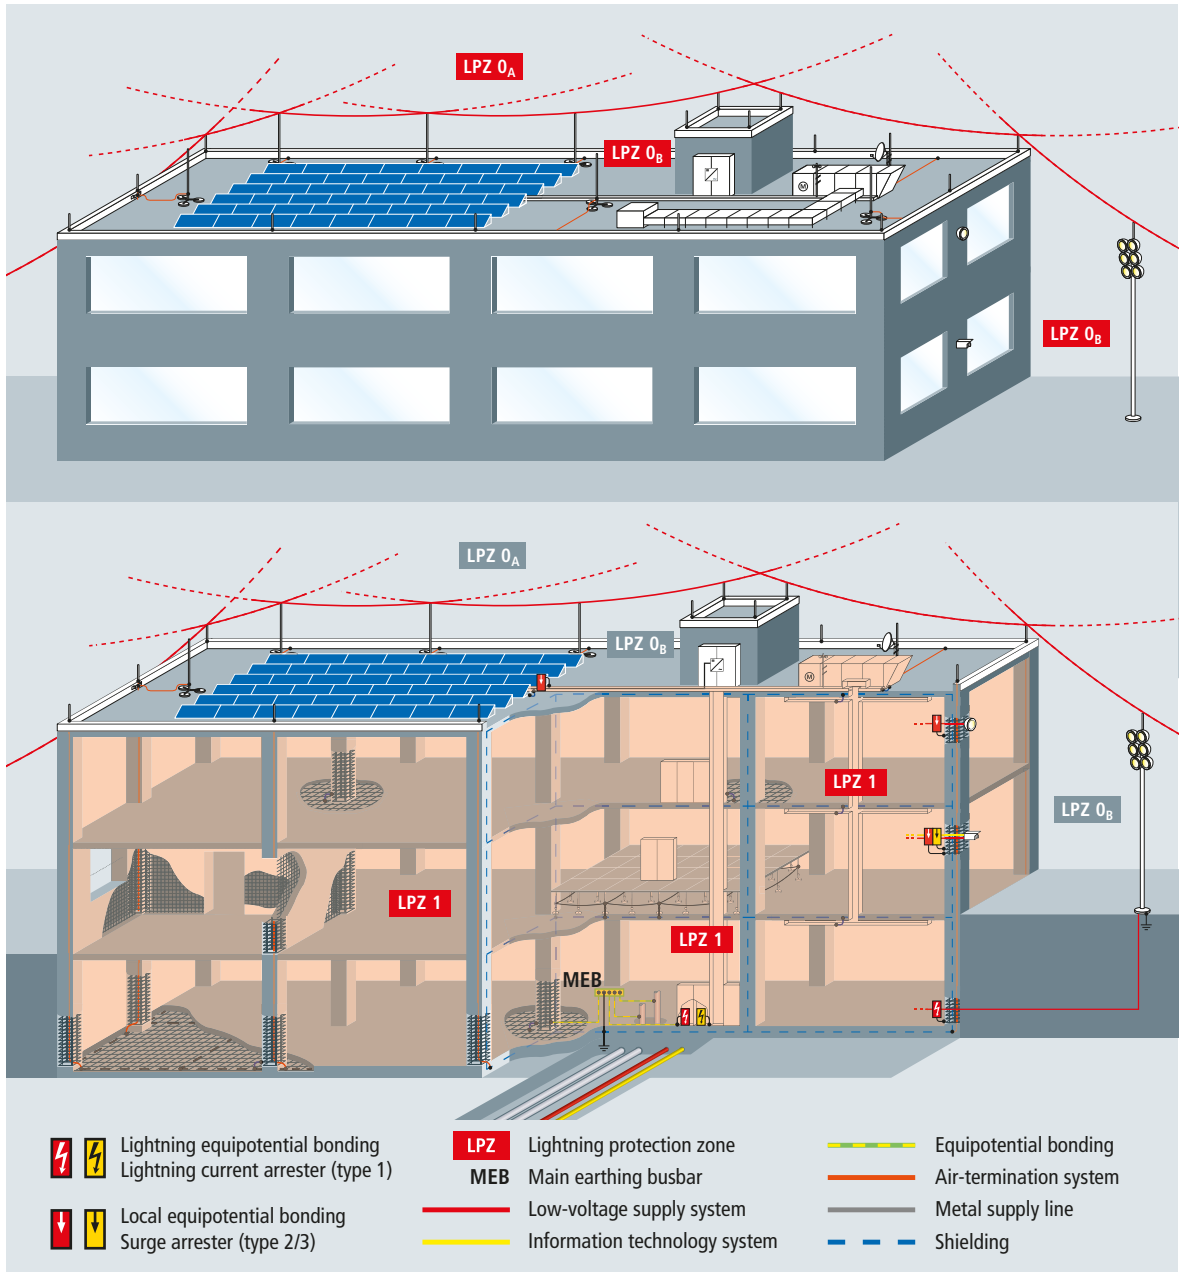 LPZ 0A
LPZ 0B
M
LPZ 0B
LPZ 0A
LPZ 0B
M
LPZ 1
LPZ 0B
LPZ 1
LPZ 1
MEB
Lightning equipotential bonding
Lightning current arrester (type 1)
Local equipotential bonding
Surge arrester (type 2/3)
LPZ Lightning protection zone
MEB Main earthing busbar
Low-voltage supply system
Information technology system
Equipotential bonding
Air-termination system
Metal supply line
Shielding